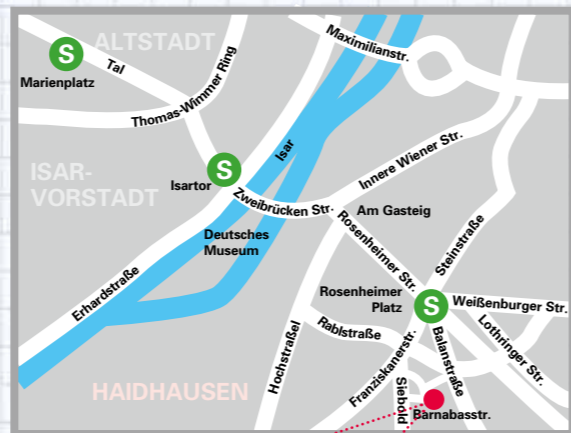 ALTSTADT
S
Marienplatz
Tal
Maximilianstr.
Thomas-Wimmer Ring
Isar
Innere Wiener Str.
ISAR-
VORSTADT
S
Isartor
Zweibrücken Str.
Am Gasteig
Deutsches
Museum
Rosenheimer Str.
Steinstraße
Erhardstraße
Rosenheimer
Platz
S
Weißenburger Str.
Rablstraße
Lothringer Str.
Hochstraßel
Franziskanerstr.
Balanstraße
Siebold
HAIDHAUSEN
Barnabasstr.